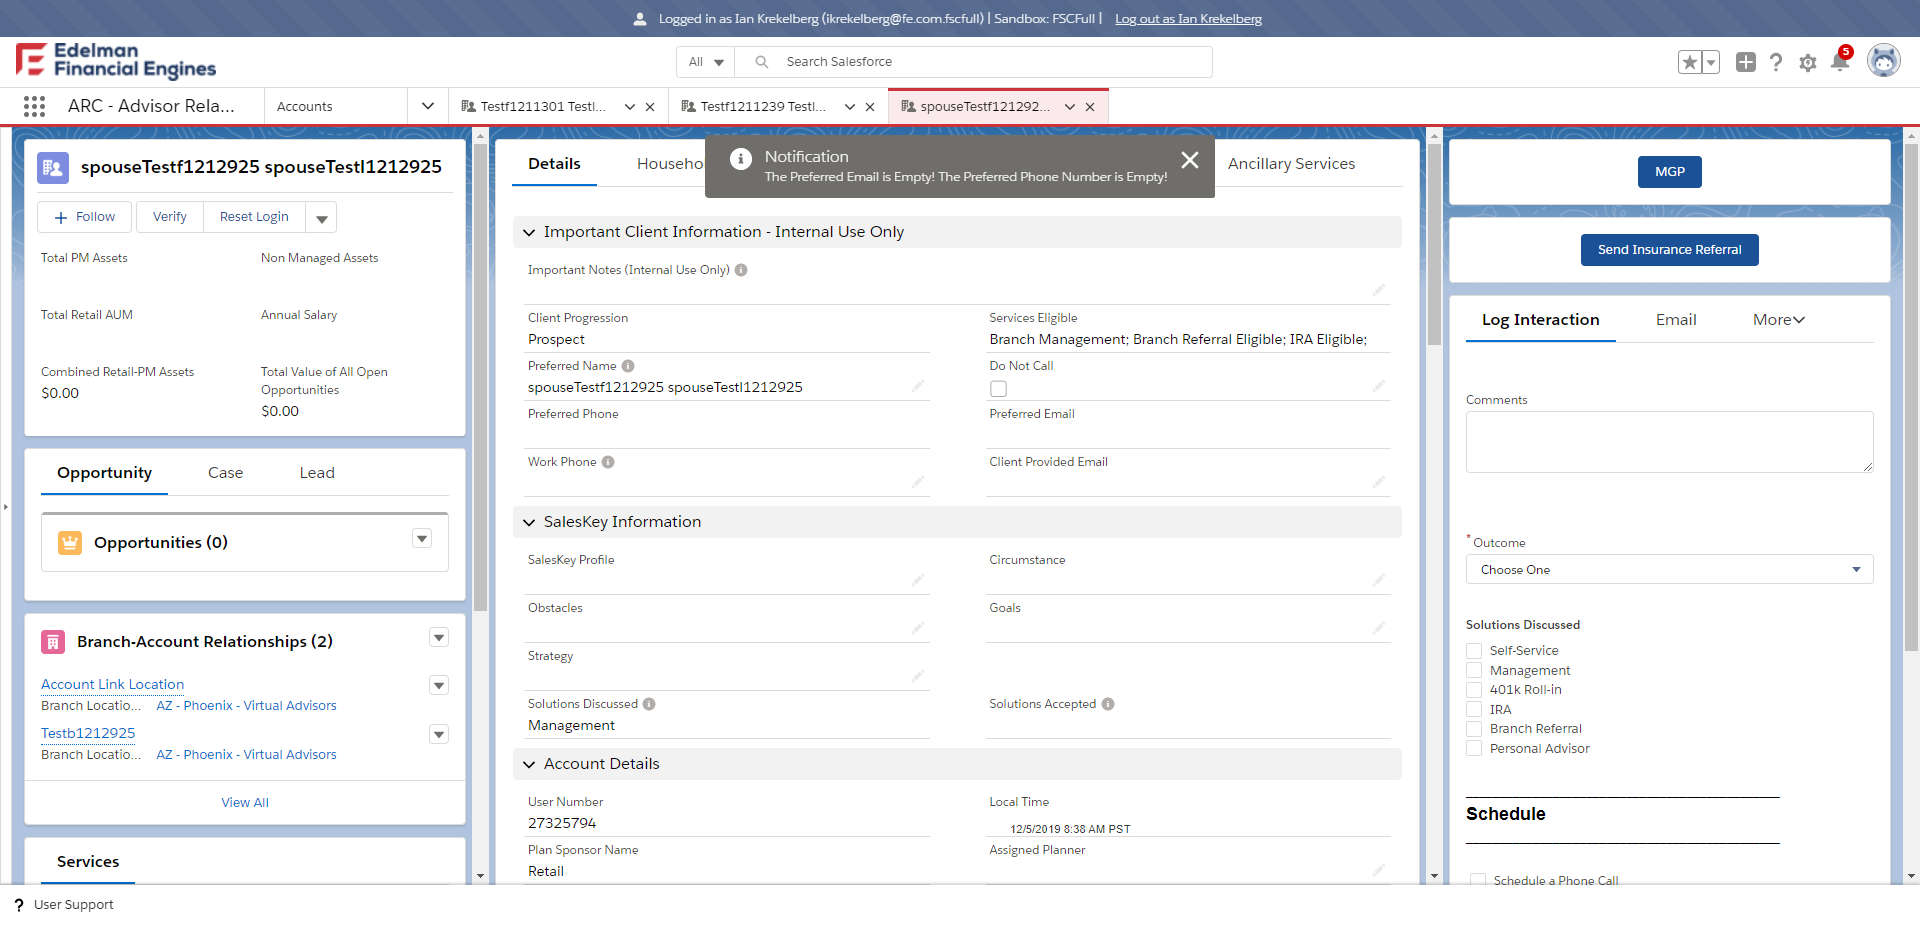 Logged in as Ian Krekelberg (ikrekelberg@fe.com.fscfull) | Sandbox: FSCFull | Log out as Ian Krekelberg
Edelman
Financial Engines
All
Search Salesforce
5
ARC - Advisor Rela...
Accounts
Testf1211301 Testl...
Testf1211239 Testl...
spouseTestf121292...
spouseTestf1212925 spouseTestl1212925
Follow
Verify
Reset Login
Total PM Assets
Non Managed Assets
Total Retail AUM
Annual Salary
Combined Retail-PM Assets
$0.00
Total Value of All Open
Opportunities
$0.00
Opportunity
Case
Lead
Opportunities (0)
Branch-Account Relationships (2)
Account Link Location
Branch Locatio... AZ - Phoenix - Virtual Advisors
Testb1212925
Branch Locatio... AZ - Phoenix - Virtual Advisors
View All
Services
Details
Househo
Ancillary Services
Notification
The Preferred Email is Empty! The Preferred Phone Number is Empty!
Important Client Information - Internal Use Only
Important Notes (Internal Use Only)
Client Progression
Prospect
Services Eligible
Branch Management; Branch Referral Eligible; IRA Eligible;
Preferred Name
spouseTestf1212925 spouseTestl1212925
Do Not Call
Preferred Phone
Preferred Email
Work Phone
Client Provided Email
SalesKey Information
SalesKey Profile
Circumstance
Obstacles
Goals
Strategy
Solutions Discussed
Management
Solutions Accepted
Account Details
User Number
27325794
Local Time
12/5/2019 8:38 AM PST
Plan Sponsor Name
Retail
Assigned Planner
MGP
Send Insurance Referral
Log Interaction
Email
More
Comments
* Outcome
Choose One
Solutions Discussed
Self-Service
Management
401k Roll-in
IRA
Branch Referral
Personal Advisor
Schedule
Schedule a Phone Call
? User Support